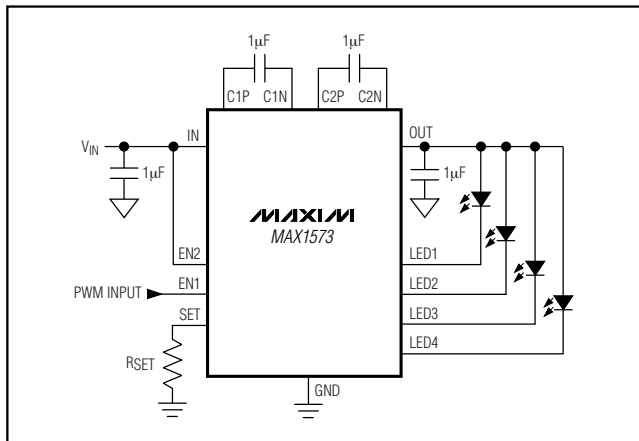 1μF 1μF
C1P C1N C2P C2N
IN OUT
VIN
1μF 1μF
MAXIM
MAX1573
EN2 LED1
PWM INPUT EN1 LED2
SET LED3
LED4
RSET
GND